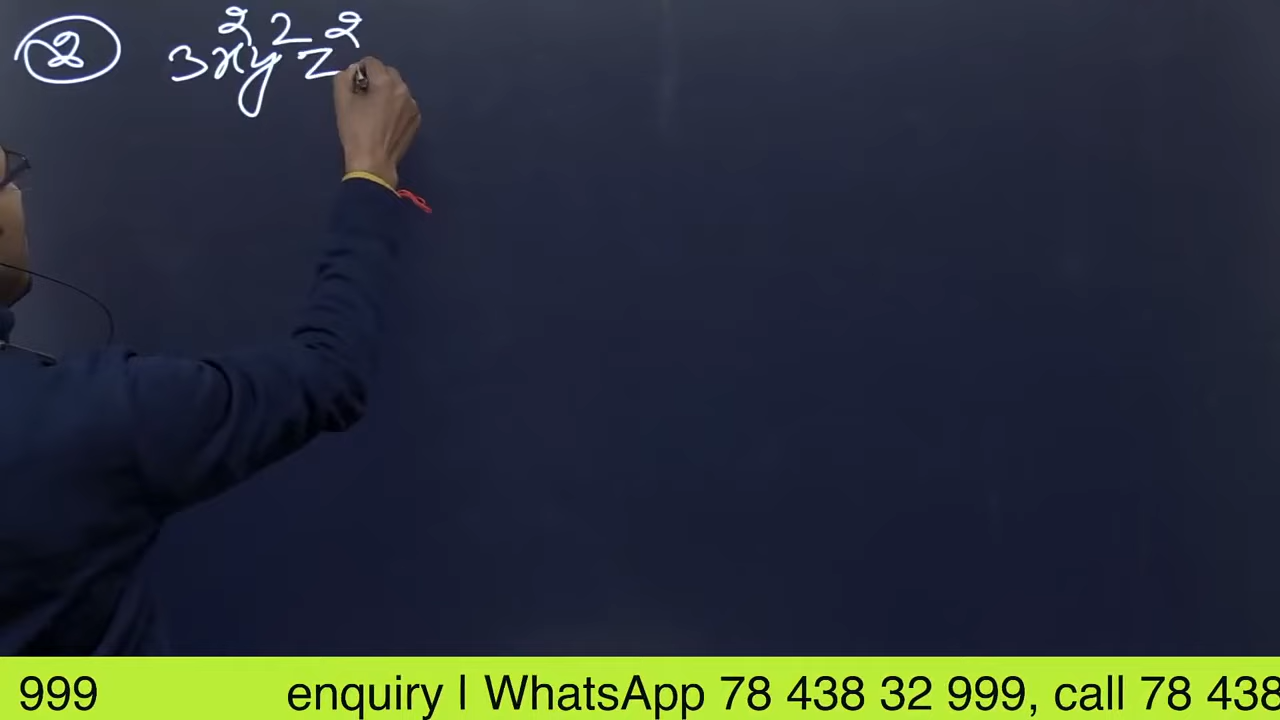 ② 3x²y²z²
999 enquiry | WhatsApp 78 438 32 999, call 78 438